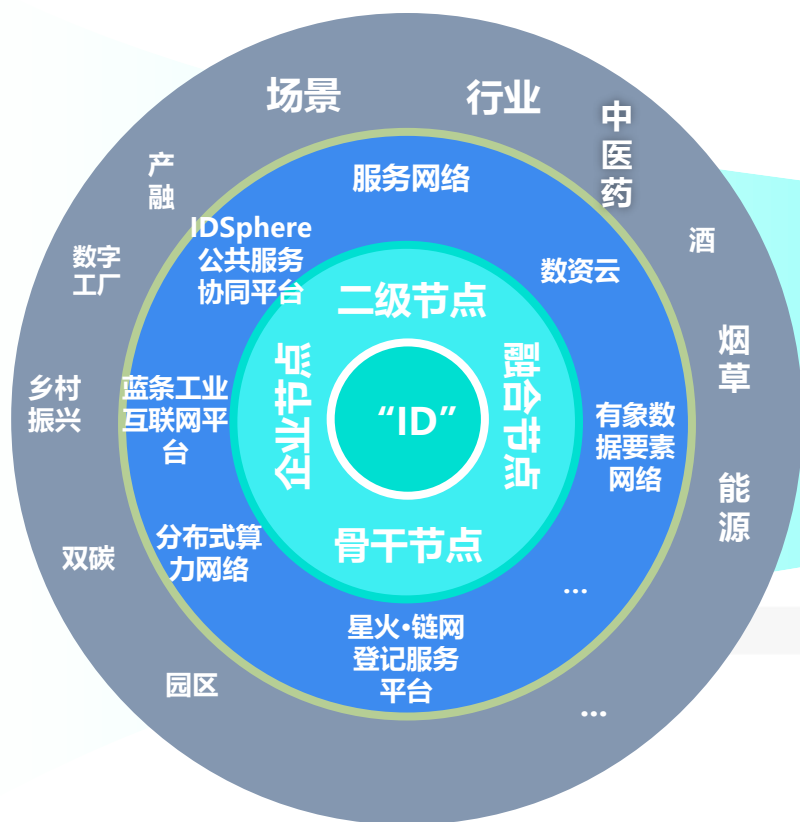 场景
行业
中
医
药
产
融
酒
数字
工厂
烟
草
乡村
振兴
能
源
双碳
园区
...
服务网络
IDSphere
公共服务
协同平台
数资云
蓝条工业
互联网平
台
有象数
据要素
网络
分布式算
力网络
...
星火·链网
登记服务
平台
二级节点
企业节点
融合节点
骨干节点
“ID”